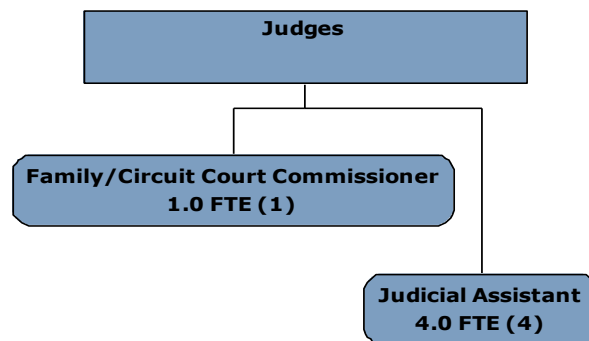 Judges
Family/Circuit Court Commissioner
1.0 FTE (1)
Judicial Assistant
4.0 FTE (4)